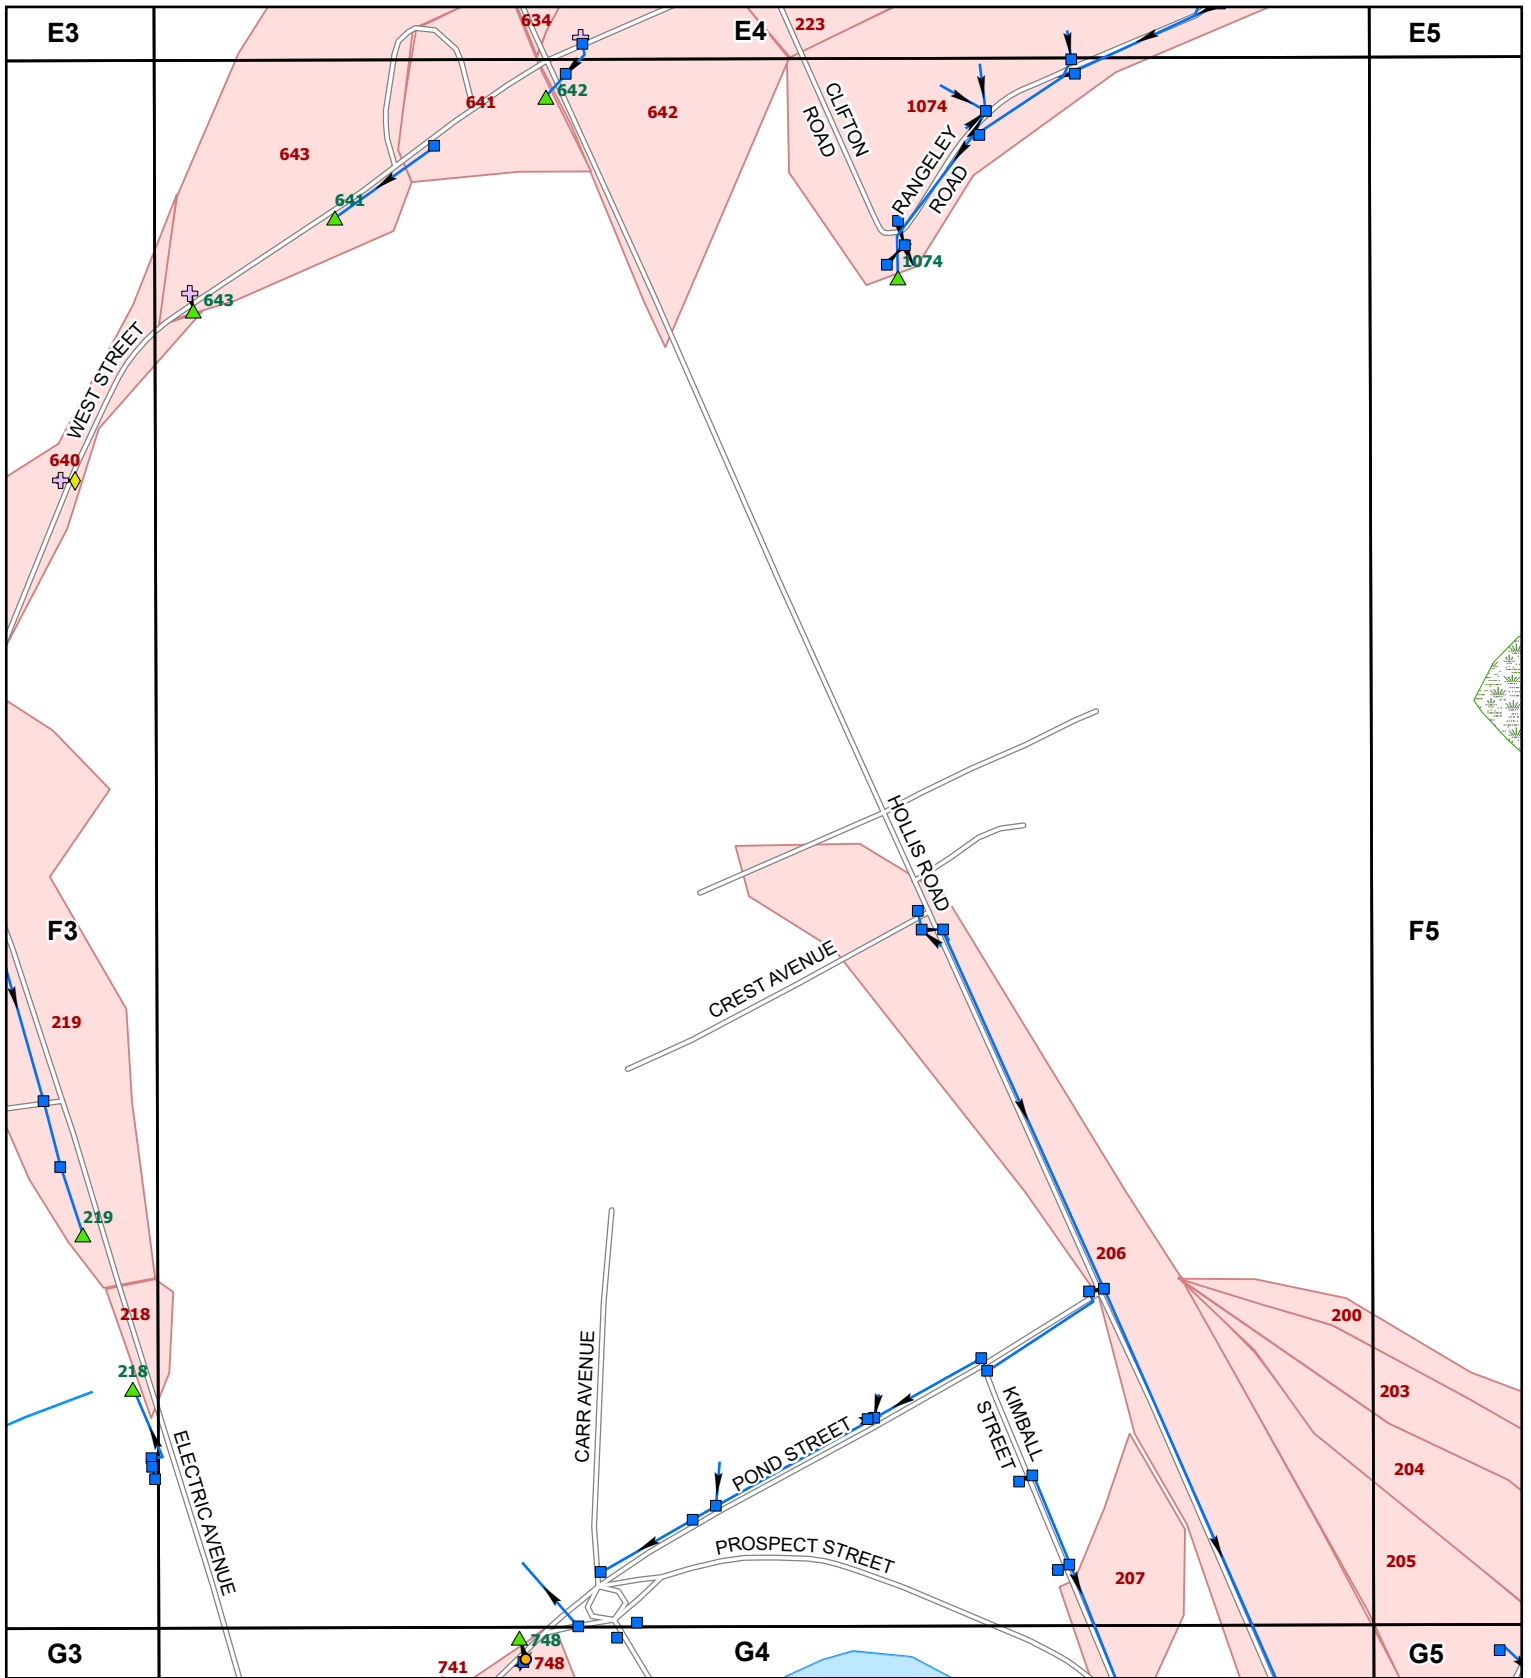 E3
634
E4
223
E5
642
641
642
1074
CLIFTON
ROAD
643
RANGELEY
ROAD
641
1074
643
WEST STREET
640
HOLLIS ROAD
F3
F5
CREST AVENUE
219
219
206
218
200
218
CARR AVENUE
KIMBALL
STREET
203
POND STREET
204
ELECTRIC AVENUE
PROSPECT STREET
205
207
G3
748
G4
G5
741
748